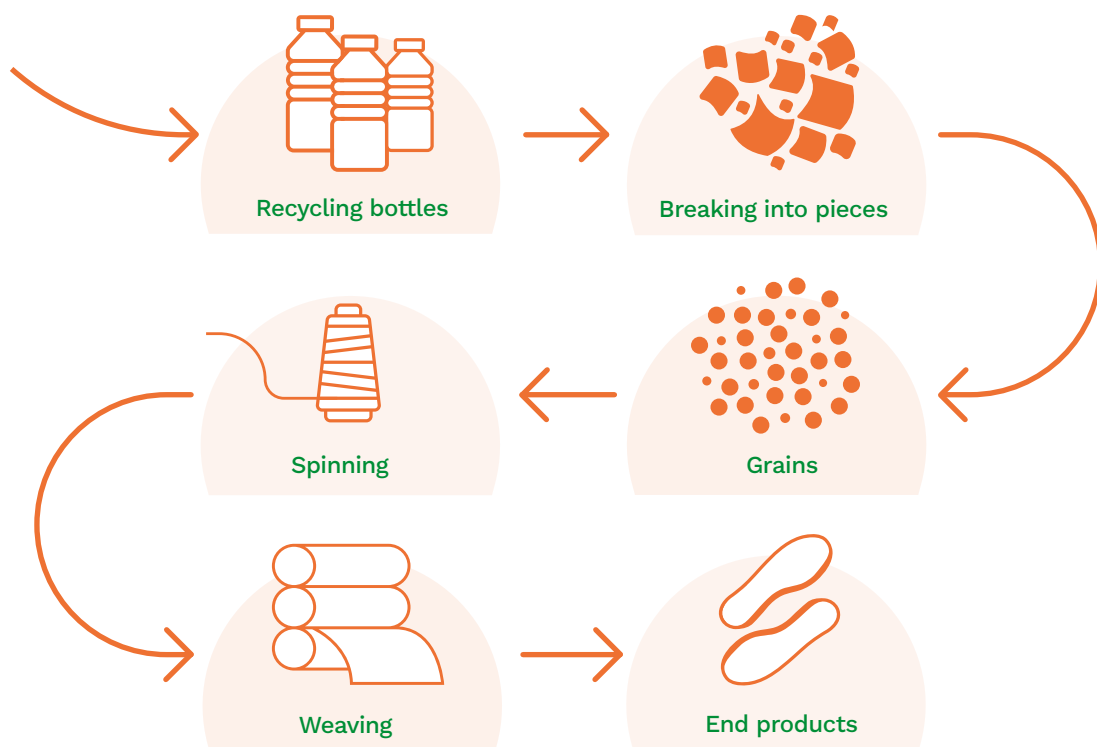 Recycling bottles
Breaking into pieces
Grains
Spinning
Weaving
End products